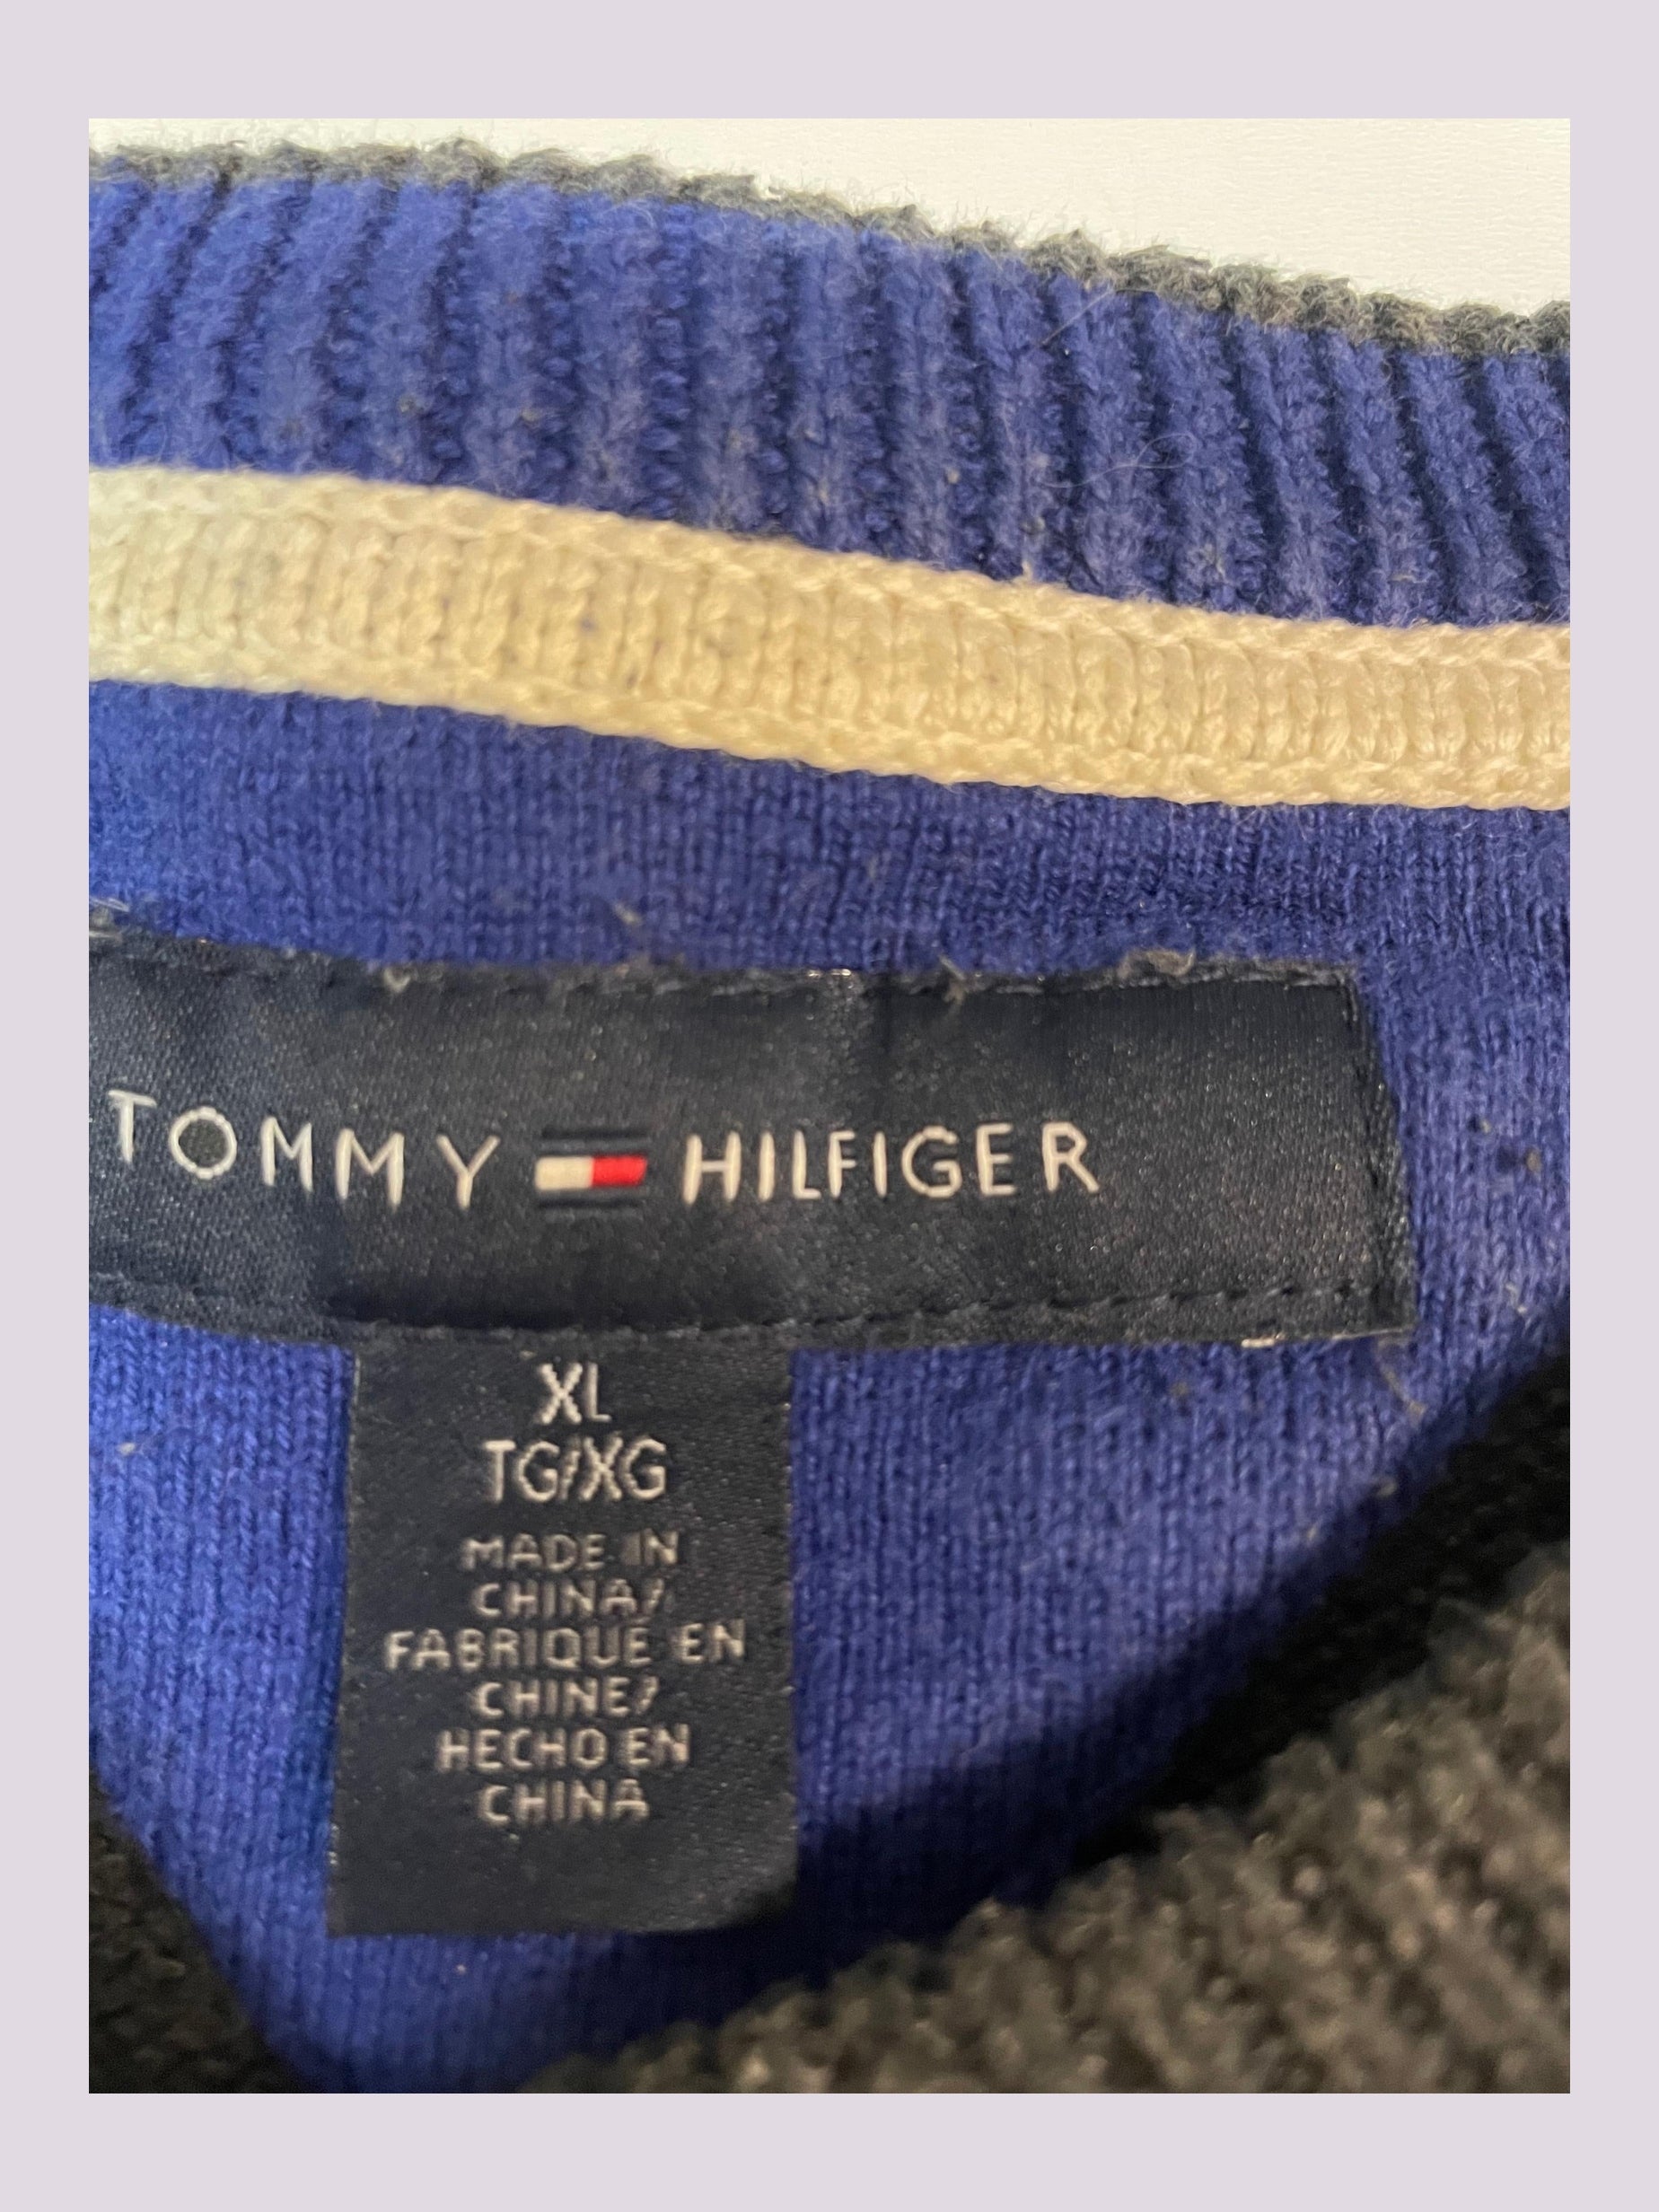 TOMMY HILFIGER
XL
TG/XG
MADE IN
CHINA/
FABRIQUE EN
CHINE/
HECHO EN
CHINA